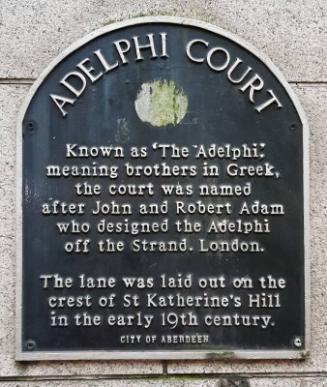 ADELPHI COURT
Known as 'The Adelphi',
meaning brothers in Greek,
the court was named
after John and Robert Adam
who designed the Adelphi
off the Strand. London.
The lane was laid out on the
crest of St Katherine's Hill
in the early 19th century.
CITY OF ABERDEEN